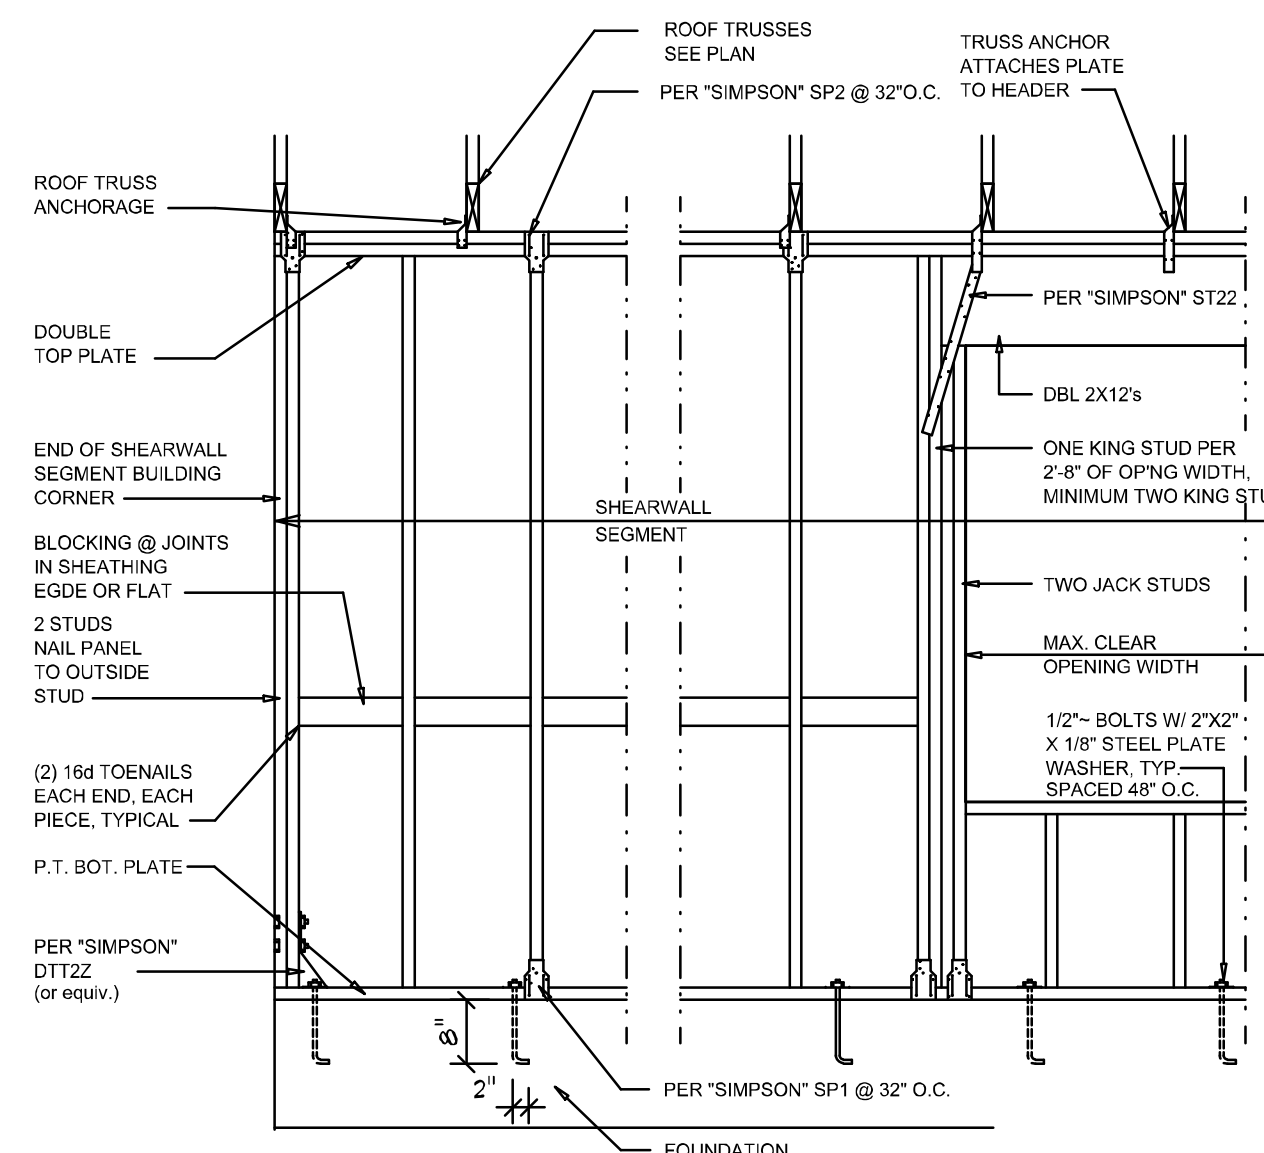 ROOF TRUSSES
SEE PLAN
PER "SIMPSON" SP2 @ 32"O.C.
TRUSS ANCHOR
ATTACHES PLATE
TO HEADER
ROOF TRUSS
ANCHORAGE
PER "SIMPSON" ST22
DOUBLE
TOP PLATE
DBL 2X12's
END OF SHEARWALL
SEGMENT BUILDING
CORNER
ONE KING STUD PER
2'-8" OF OP'NG WIDTH,
MINIMUM TWO KING STU
SHEARWALL
SEGMENT
BLOCKING @ JOINTS
IN SHEATHING
EGDE OR FLAT
TWO JACK STUDS
2 STUDS
NAIL PANEL
TO OUTSIDE
STUD
MAX. CLEAR
OPENING WIDTH
1/2"~ BOLTS W/ 2"X2"
X 1/8" STEEL PLATE
WASHER, TYP.
SPACED 48" O.C.
(2) 16d TOENAILS
EACH END, EACH
PIECE, TYPICAL
P.T. BOT. PLATE
PER "SIMPSON"
DTT2Z
(or equiv.)
8"
2"
PER "SIMPSON" SP1 @ 32" O.C.
FOUNDATION